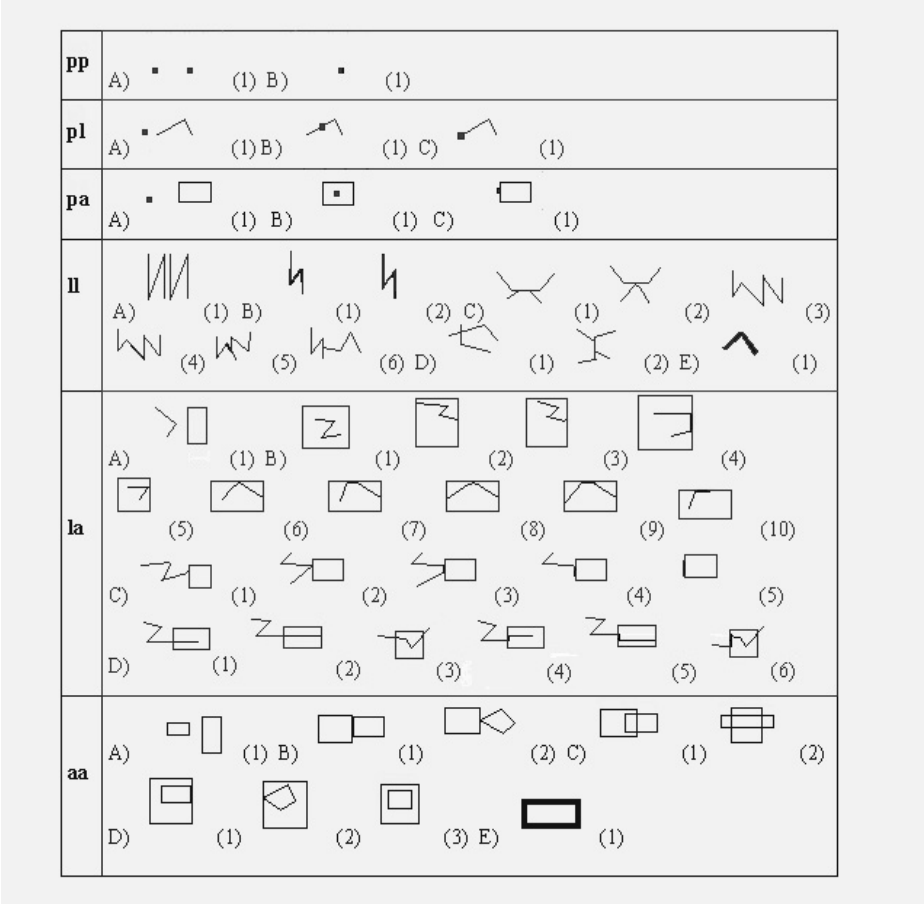 pp A) (1) B) (1)
pl A) (1) B) (1) C) (1)
pa A) (1) B) (1) C) (1)
ll A) (1) B) (1) (2) C) (1) (2) (3)
(4) (5) (6) D) (1) (2) E) (1)
la A) (1) B) (1) (2) (3) (4)
(5) (6) (7) (8) (9) (10)
C) (1) (2) (3) (4) (5)
D) (1) (2) (3) (4) (5) (6)
aa A) (1) B) (1) (2) C) (1) (2)
D) (1) (2) (3) E) (1)